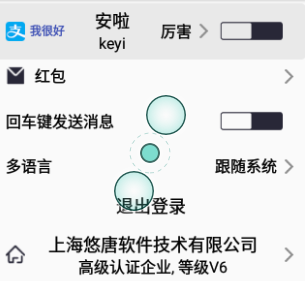 我很好
安啦
keyi
厉害
红包
回车键发送消息
多语言
跟随系统
退出登录
上海悠唐软件技术有限公司
高级认证企业, 等级V6